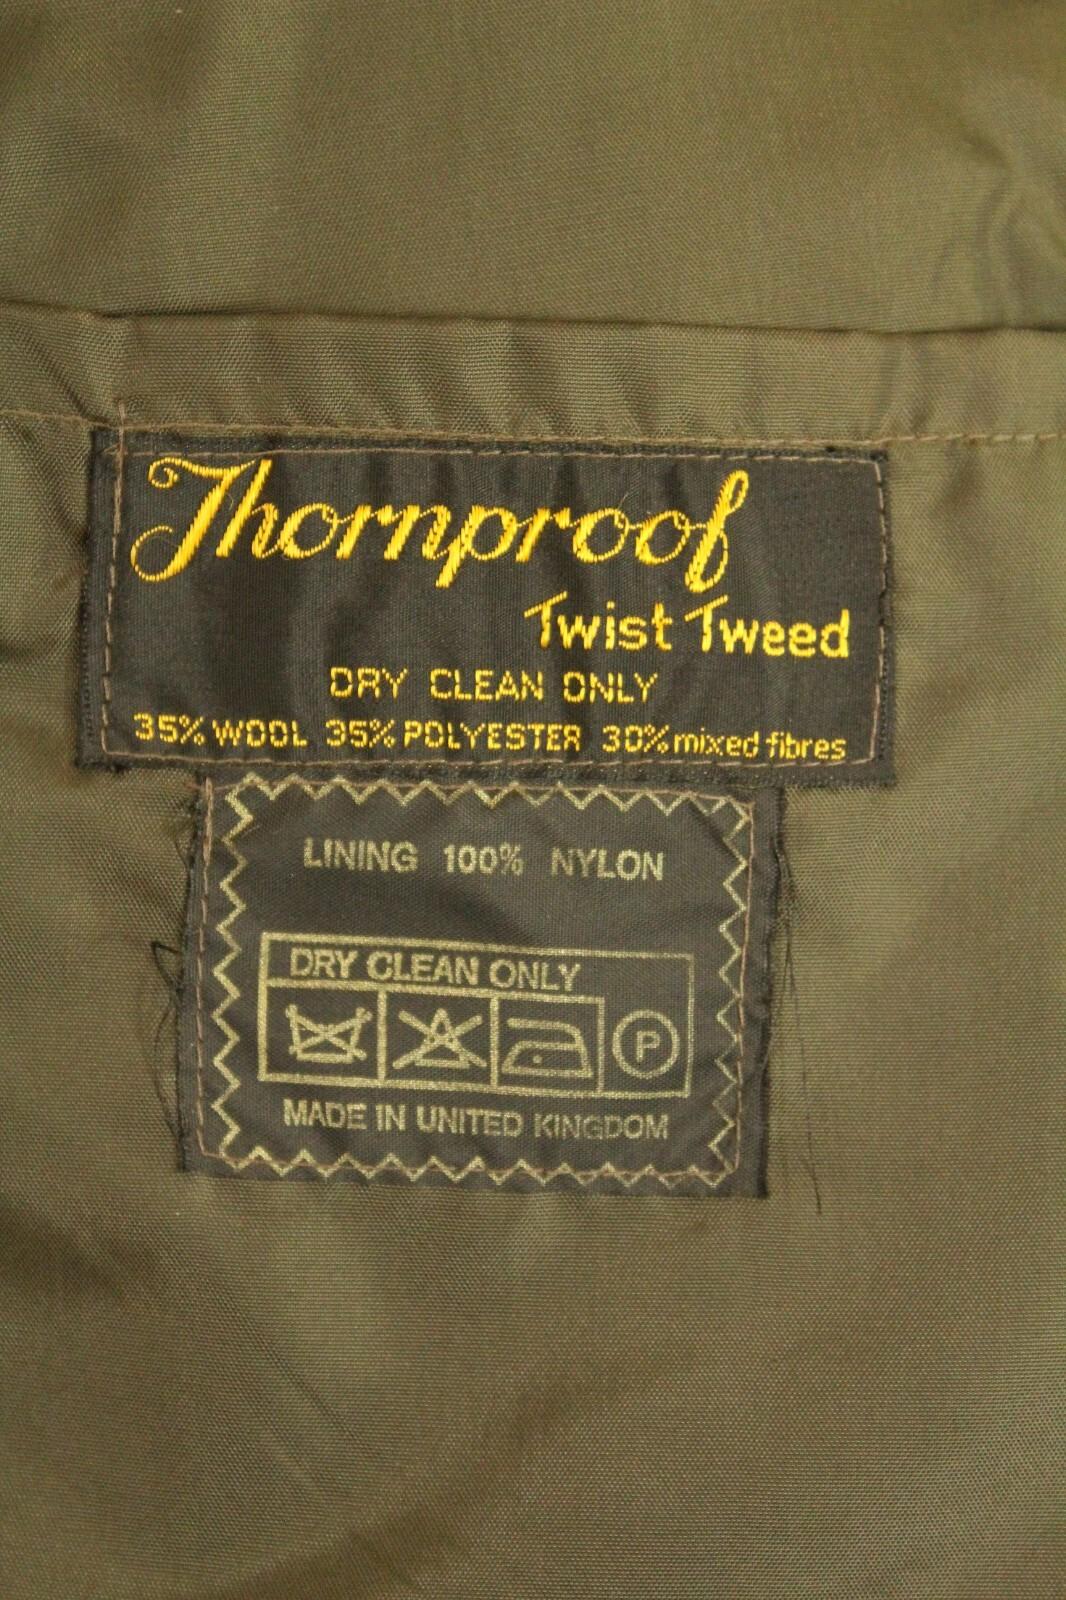 Thornproof
Twist Tweed
DRY CLEAN ONLY
35% WOOL 35% POLYESTER 30% mixed fibres
LINING 100% NYLON
DRY CLEAN ONLY
P
MADE IN UNITED KINGDOM